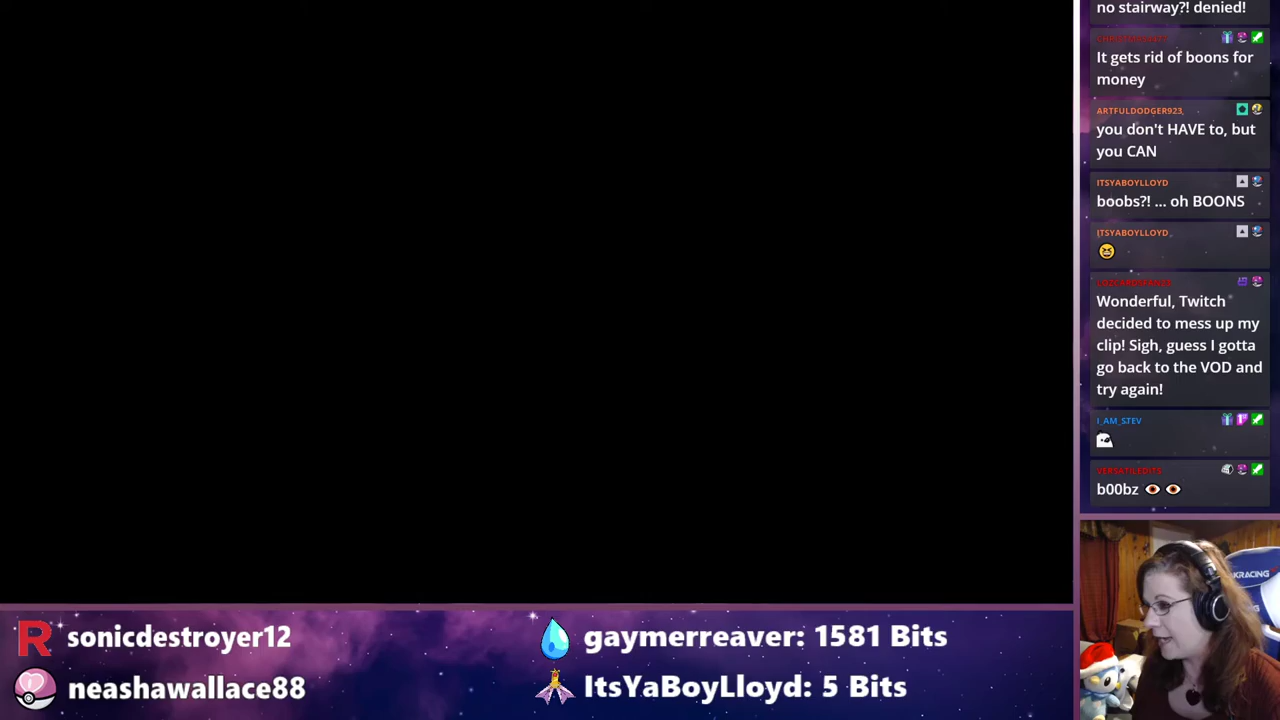 no stairway?! denied!
It gets rid of boons for
money
ARTFULDODGER923
you don't HAVE to, but
you CAN
ITSYABOYLLOYD
boobs?! ... oh BOONS
ITSYABOYLLOYD
Wonderful, Twitch
decided to mess up my
clip! Sigh, guess I gotta
go back to the VOD and
try again!
I_AM_STEV
VERSATILEDITS
b00bz
AKRACING
R sonicdestroyer12
gaymerreaver: 1581 Bits
neashawallace88
ItsYaBoyLloyd: 5 Bits